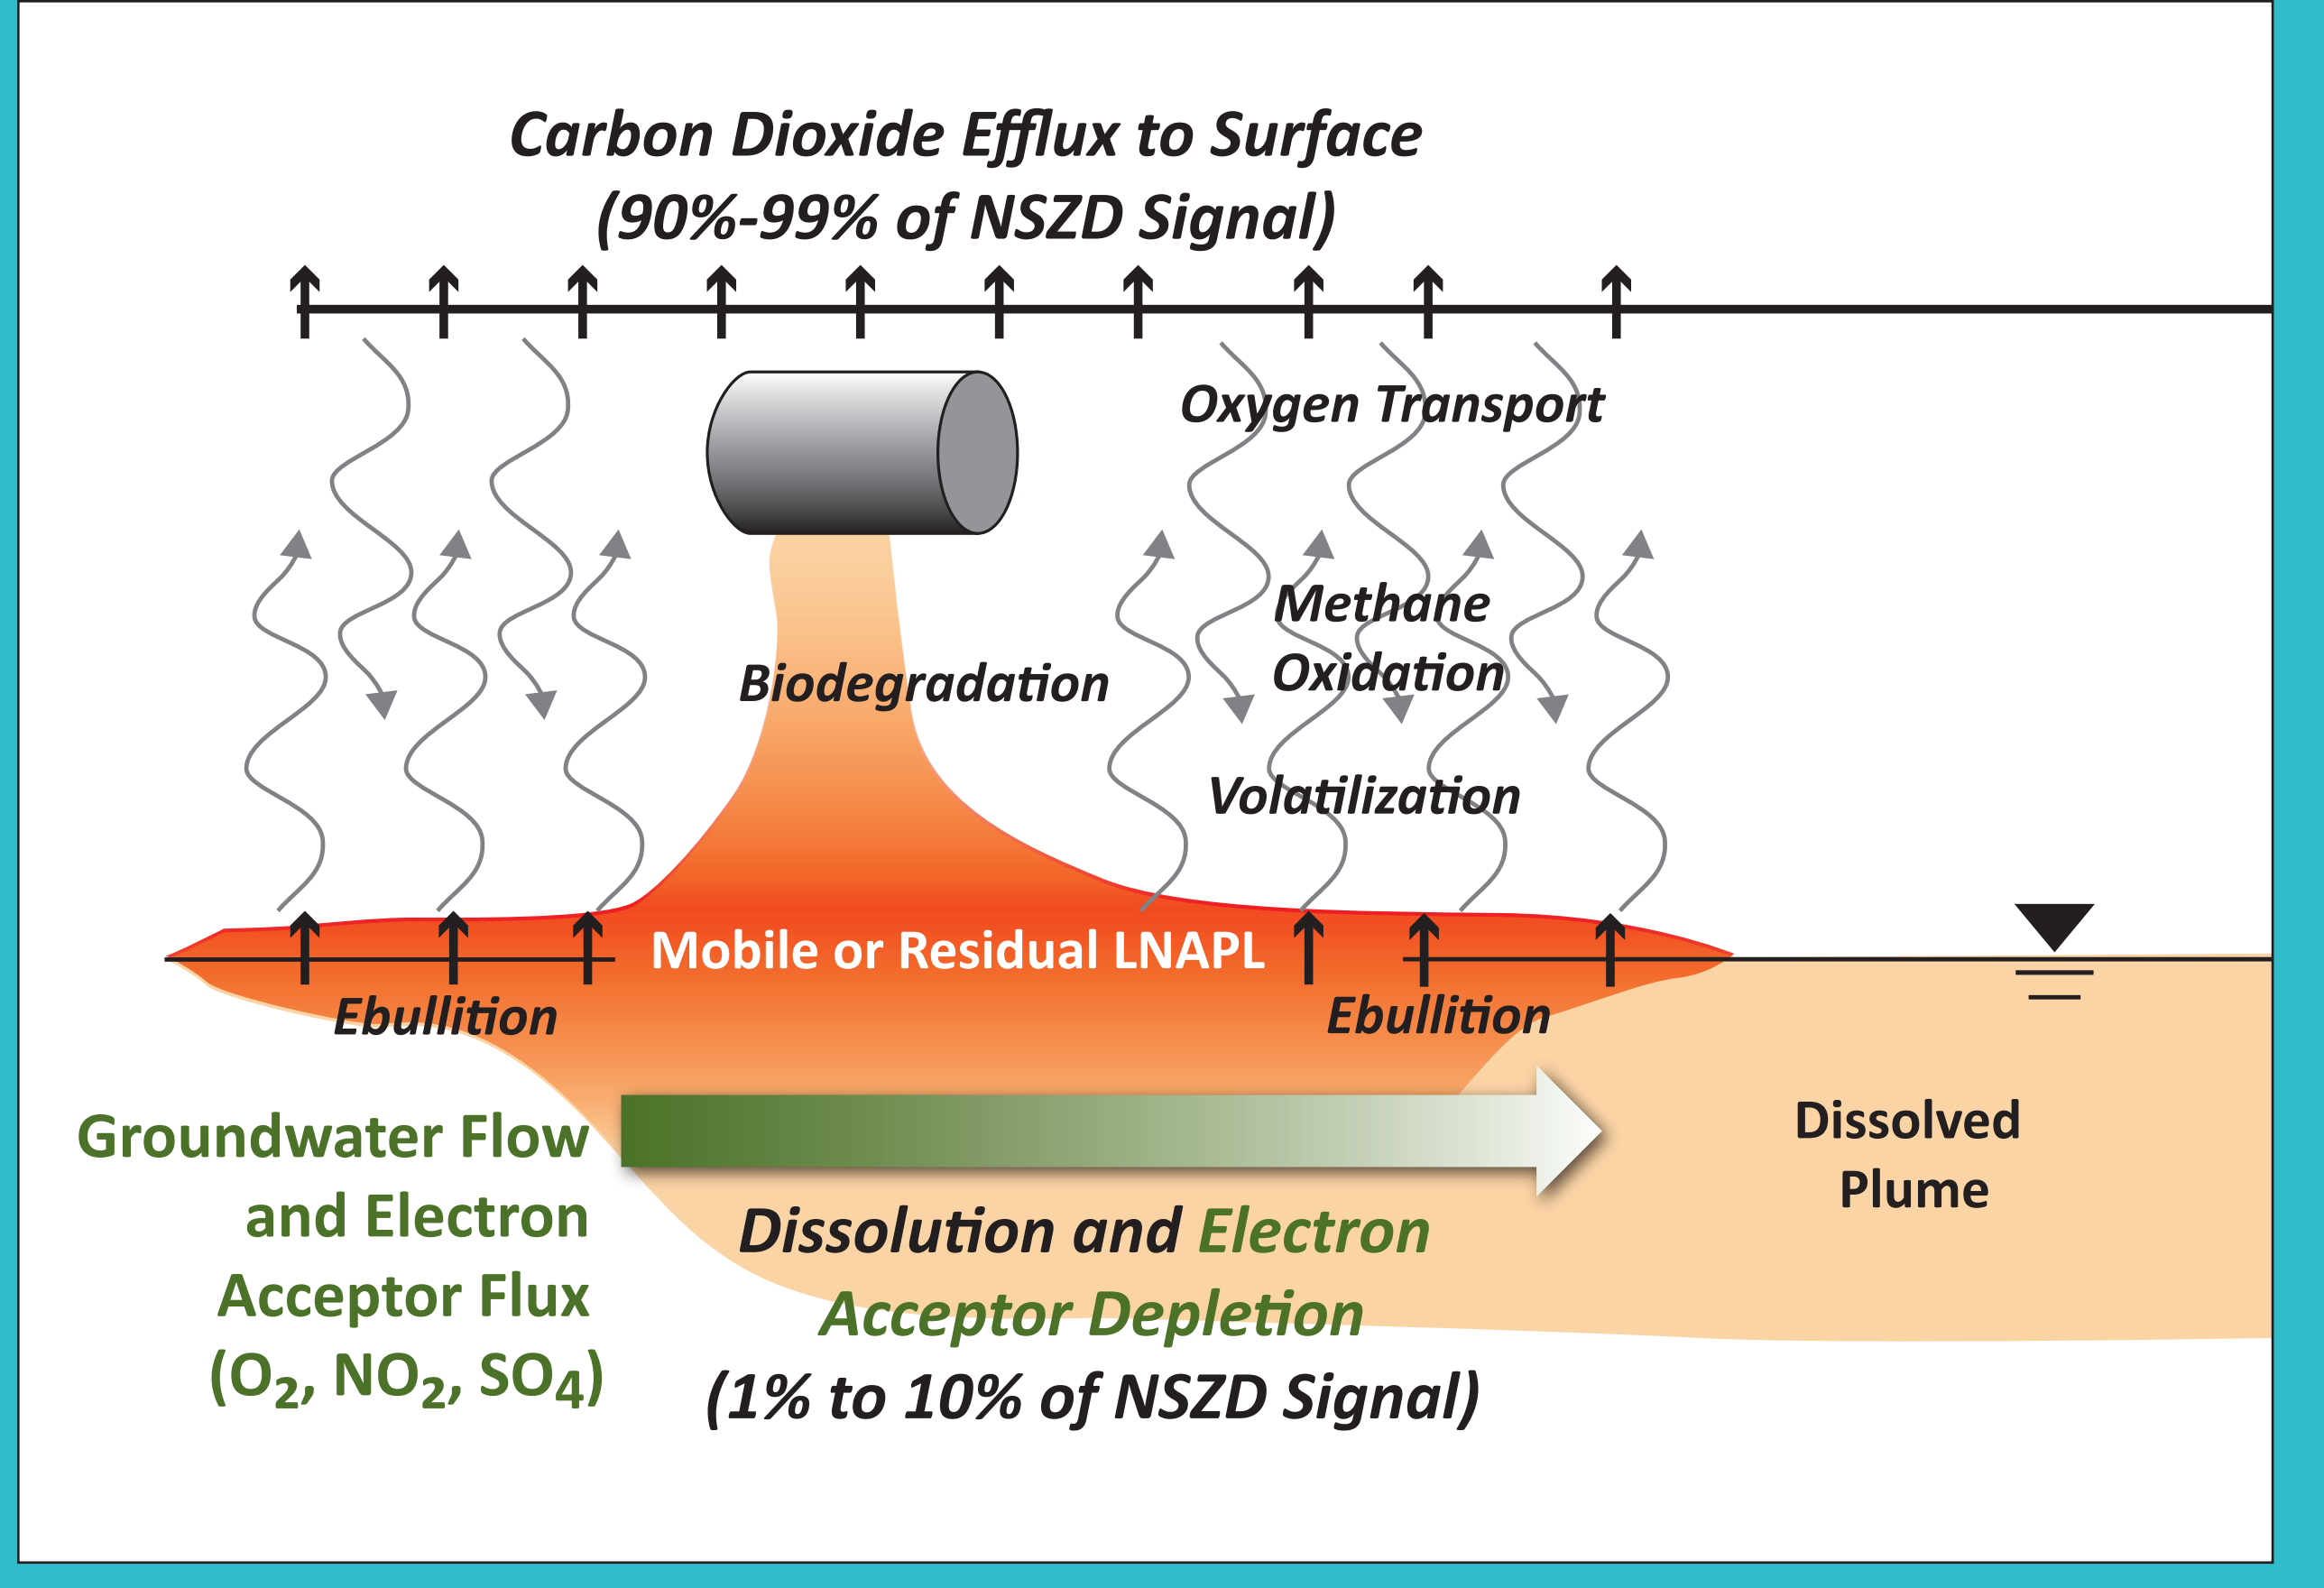 Carbon Dioxide Efflux to Surface
(90%-99% of NSZD Signal)
Oxygen Transport
Methane
Oxidation
Biodegradation
Volatilization
Mobile or Residual LNAPL
Ebullition
Ebullition
Groundwater Flow
and Electron
Acceptor Flux
(O₂, NO₂, SO₄)
Dissolution and Electron
Acceptor Depletion
(1% to 10% of NSZD Signal)
Dissolved
Plume